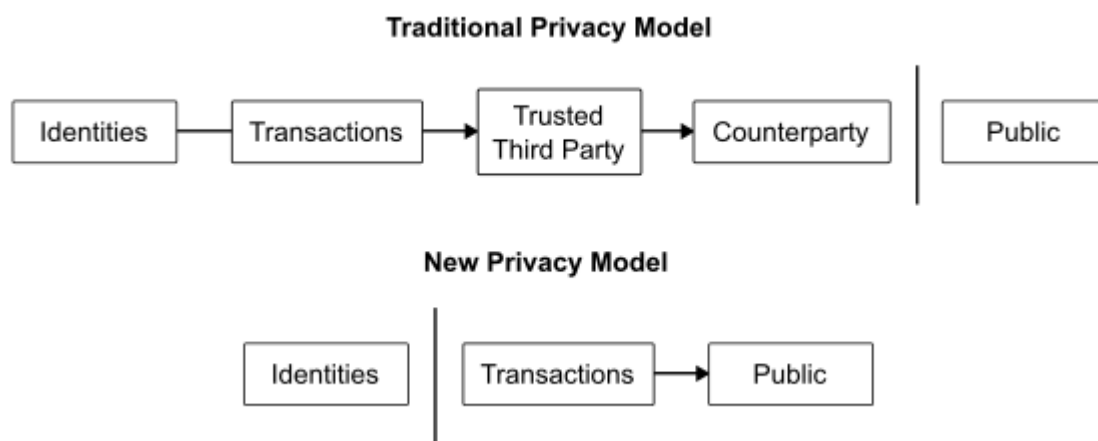 Traditional Privacy Model
Identities
Transactions
Trusted
Third Party
Counterparty
Public
New Privacy Model
Identities
Transactions
Public